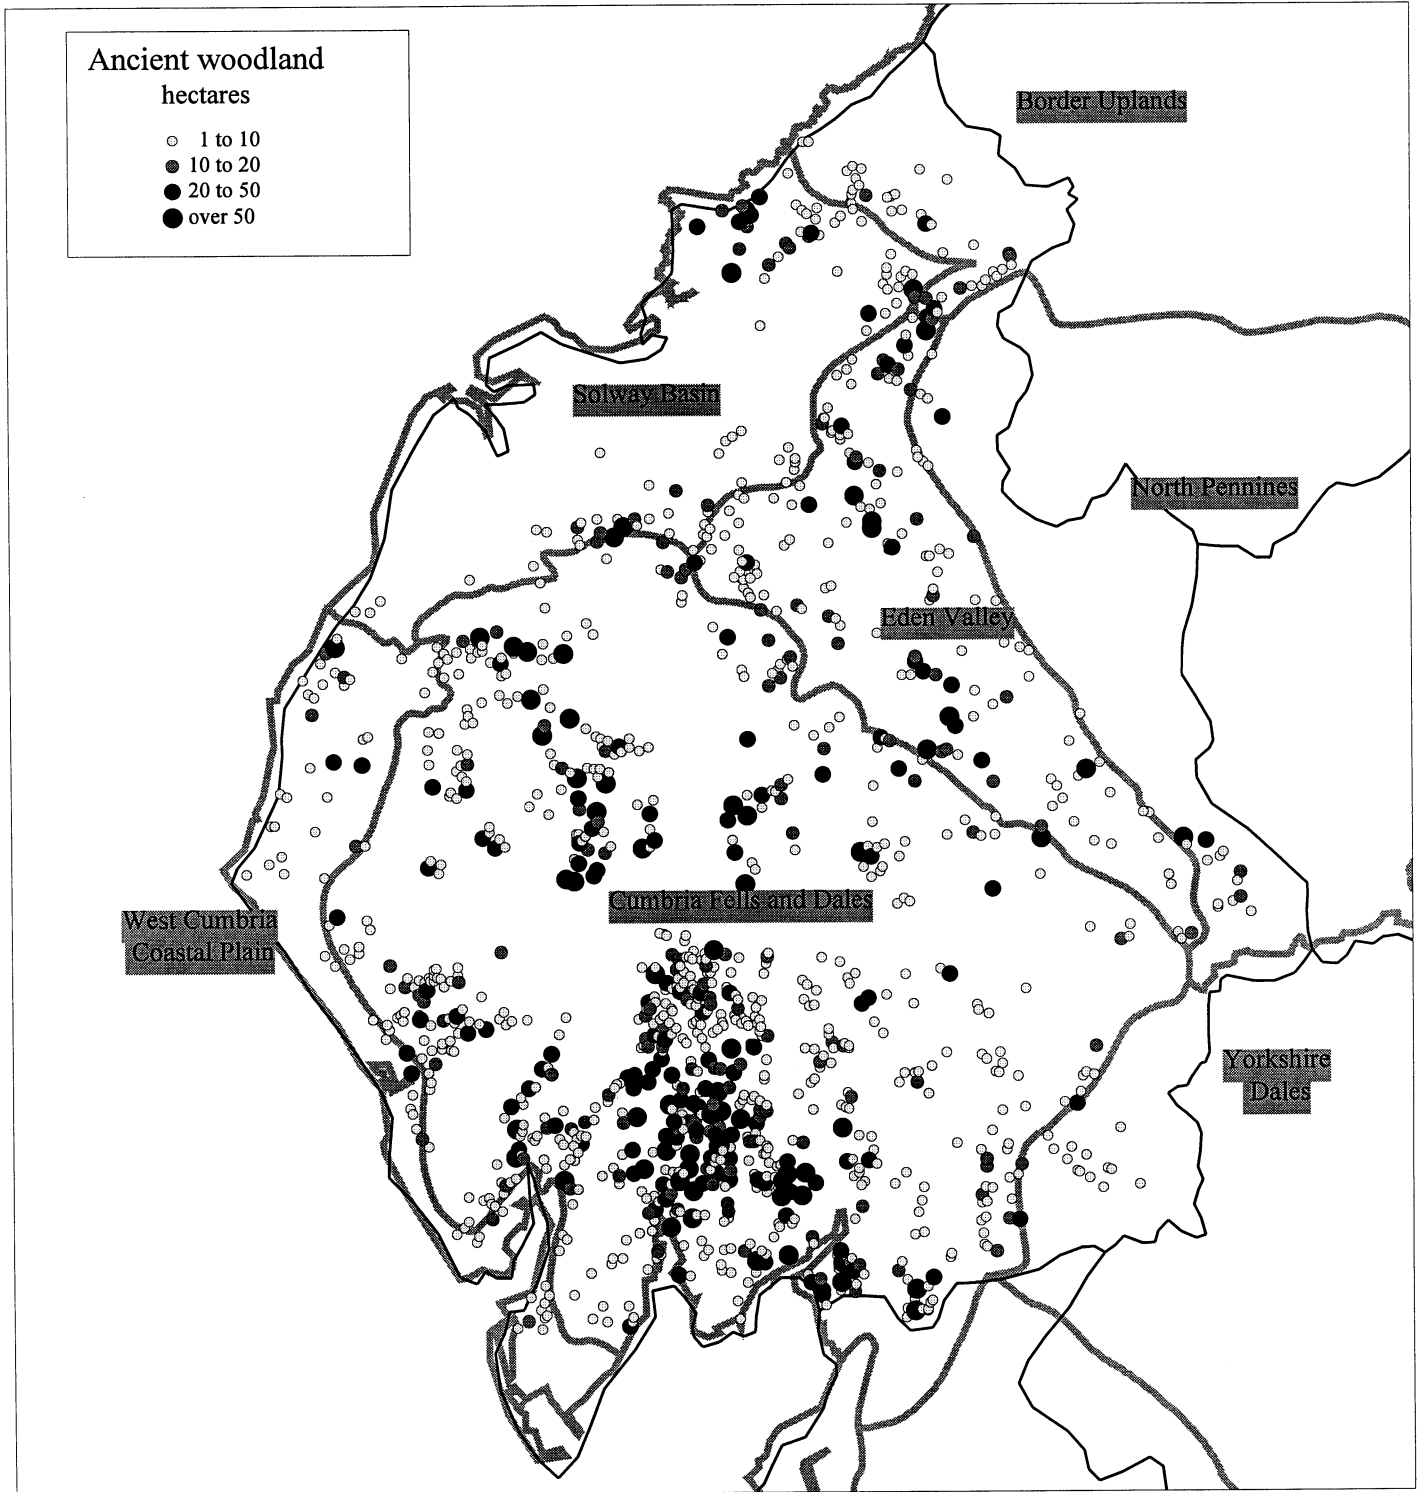 Ancient woodland
hectares
1 to 10
10 to 20
20 to 50
over 50
Border Uplands
Solway Basin
North Pennines
Eden Valley
Cumbria Fells and Dales
West Cumbria
Coastal Plain
Yorkshire
Dales